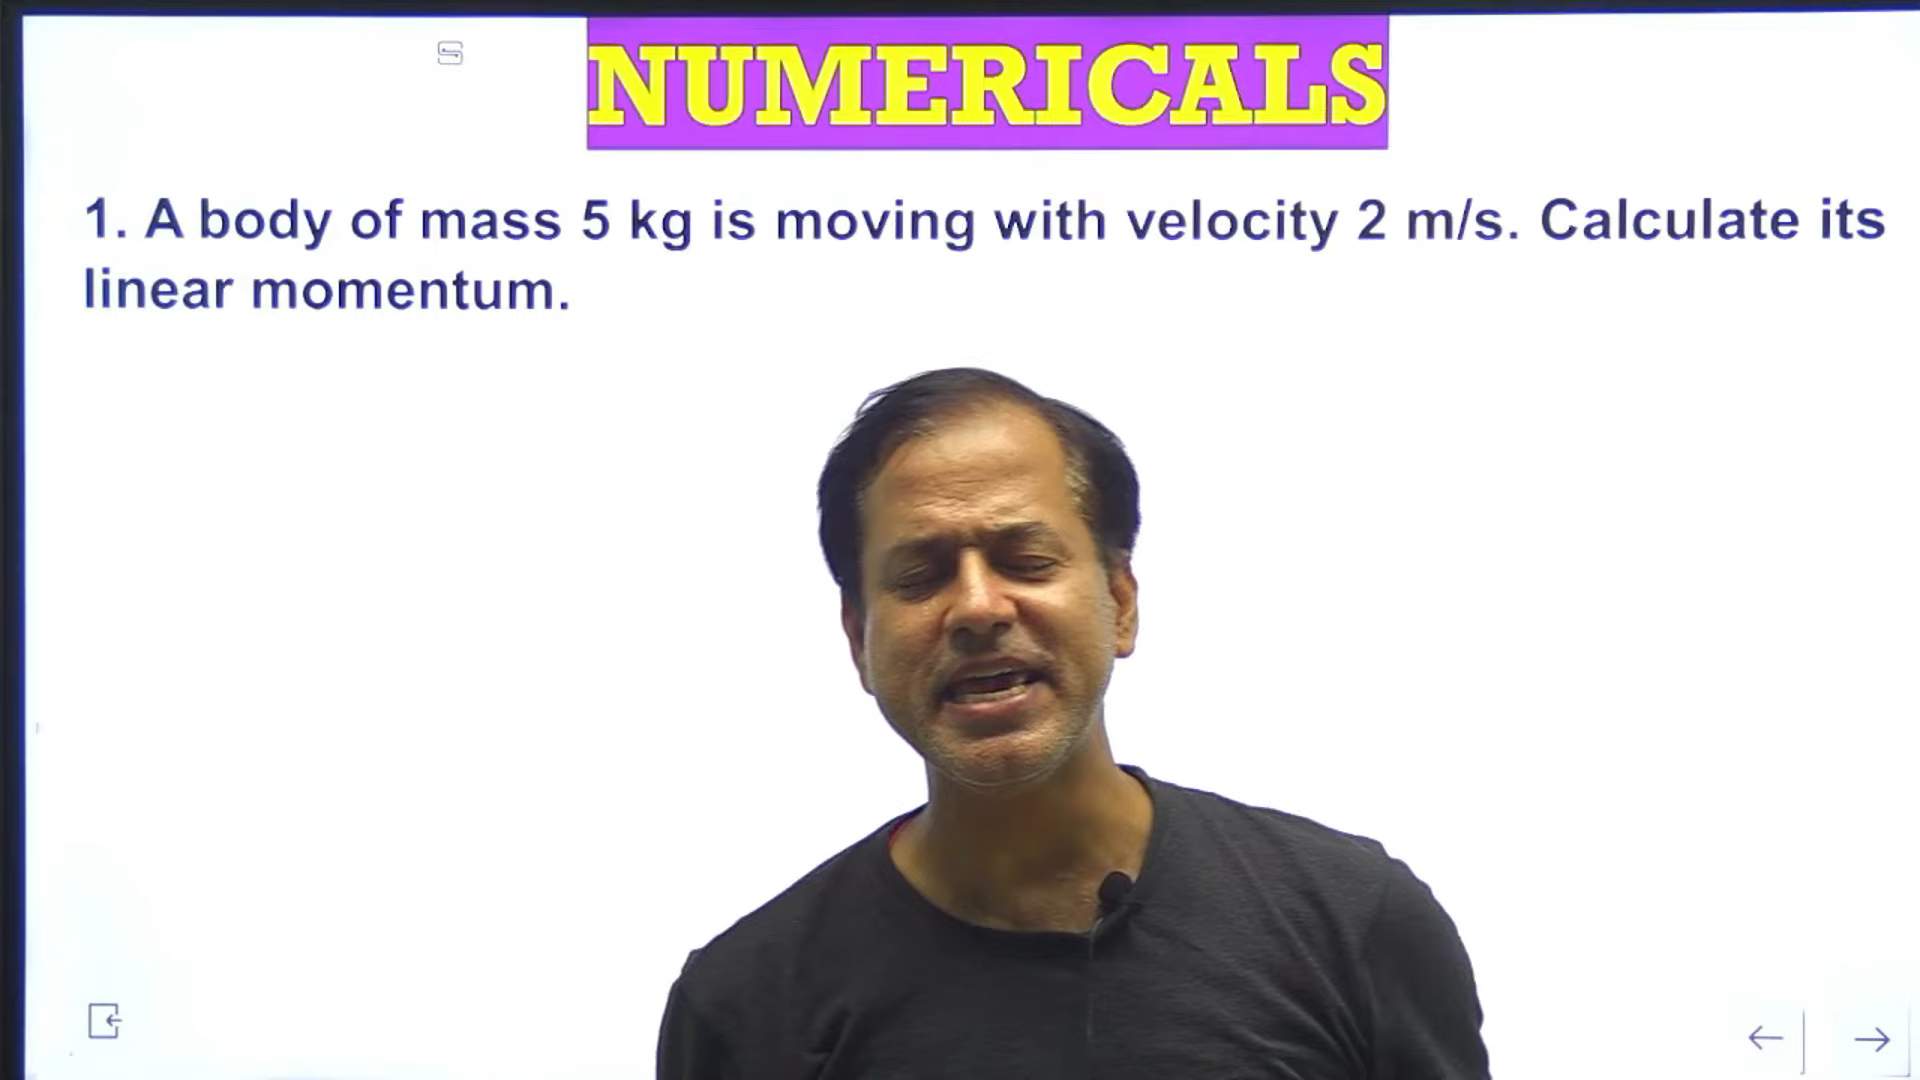 NUMERICALS
1. A body of mass 5 kg is moving with velocity 2 m/s. Calculate its
linear momentum.